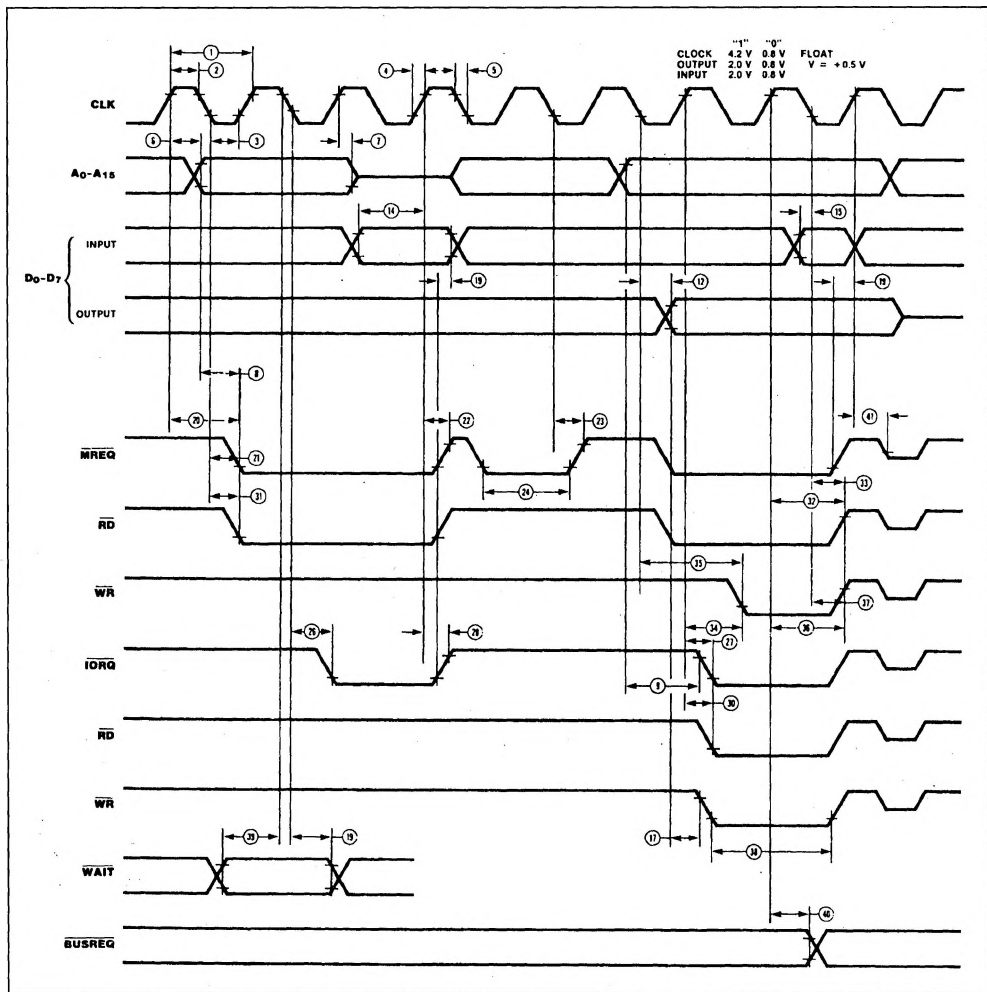 "1" "0"
CLOCK 4.2 V 0.8 V FLOAT
OUTPUT 2.0 V 0.8 V V = +0.5 V
INPUT 2.0 V 0.8 V
1
2 4 5
CLK
6 3 7
A0-A15
14 15
INPUT
D0-D7
19 12 19
OUTPUT
8
20 22 23 41
MREQ
21 24 33
31 32
RD
35
WR
37
34 36
26 28 27
IORQ
9 30
RD
WR
17 38
39 19
WAIT
40
BUSREQ